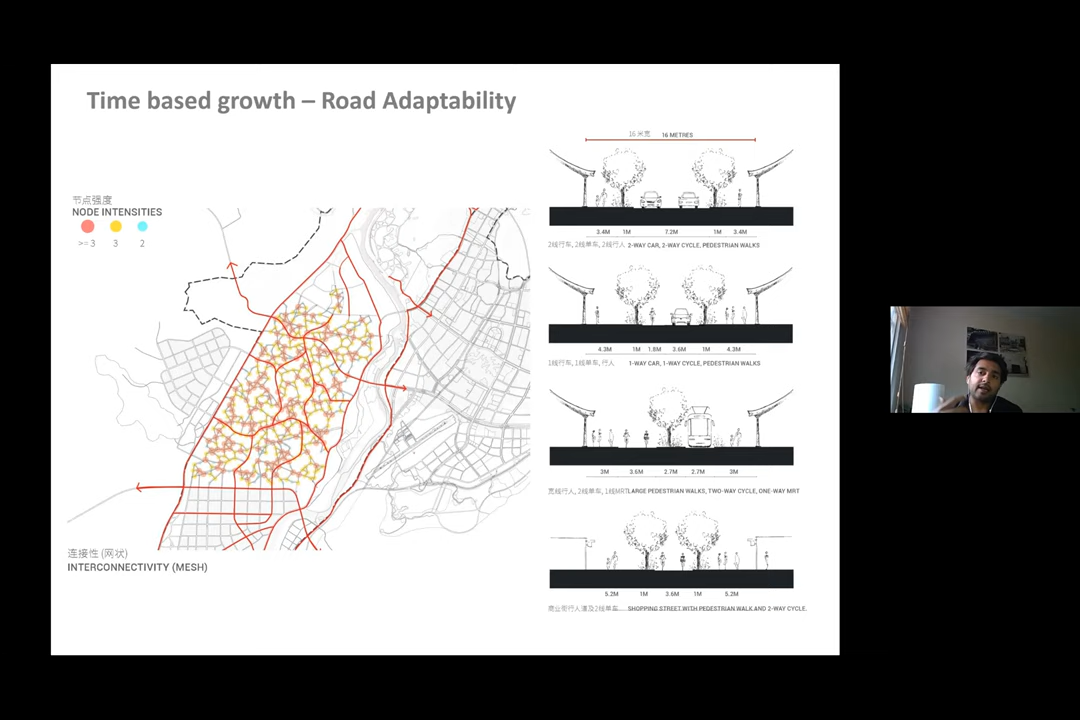 Time based growth – Road Adaptability
节点强度
NODE INTENSITIES
>=3 3 2
连接性 (网状)
INTERCONNECTIVITY (MESH)
16 米宽 16 METRES
3.4M 1M 7.2M 1M 3.4M
2线行车, 2线单车, 2线行人 2-WAY CAR, 2-WAY CYCLE, PEDESTRIAN WALKS
4.3M 1M 1.8M 3.6M 1M 4.3M
1线行车, 1线单车, 行人 1-WAY CAR, 1-WAY CYCLE, PEDESTRIAN WALKS
3M 3.6M 2.7M 2.7M 3M
宽线行人, 2线单车, 1线MRT LARGE PEDESTRIAN WALKS, TWO-WAY CYCLE, ONE-WAY MRT
5.2M 1M 3.6M 1M 5.2M
商业街行人道及2线单车 SHOPPING STREET WITH PEDESTRIAN WALK AND 2-WAY CYCLE.